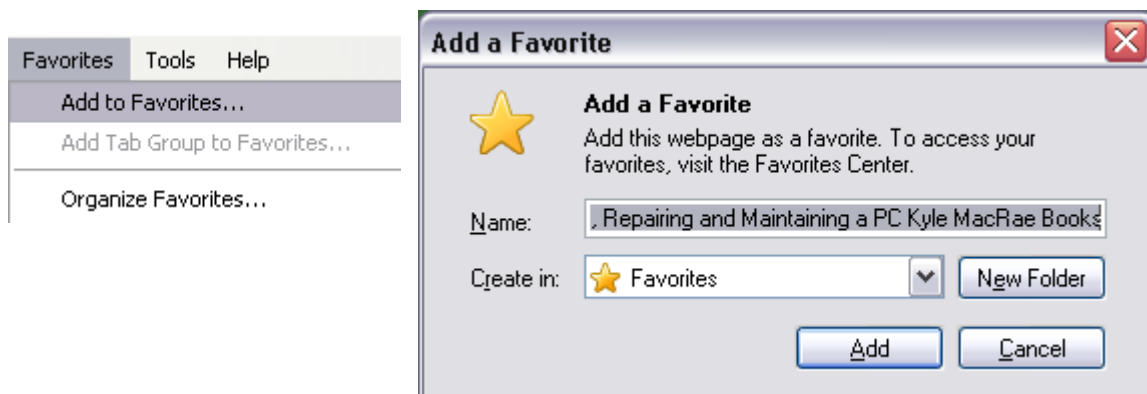 Favorites Tools Help
Add to Favorites...
Add Tab Group to Favorites...
Organize Favorites...
Add a Favorite
Add a Favorite
Add this webpage as a favorite. To access your
favorites, visit the Favorites Center.
Name: , Repairing and Maintaining a PC Kyle MacRae Books
Create in: Favorites New Folder
Add Cancel